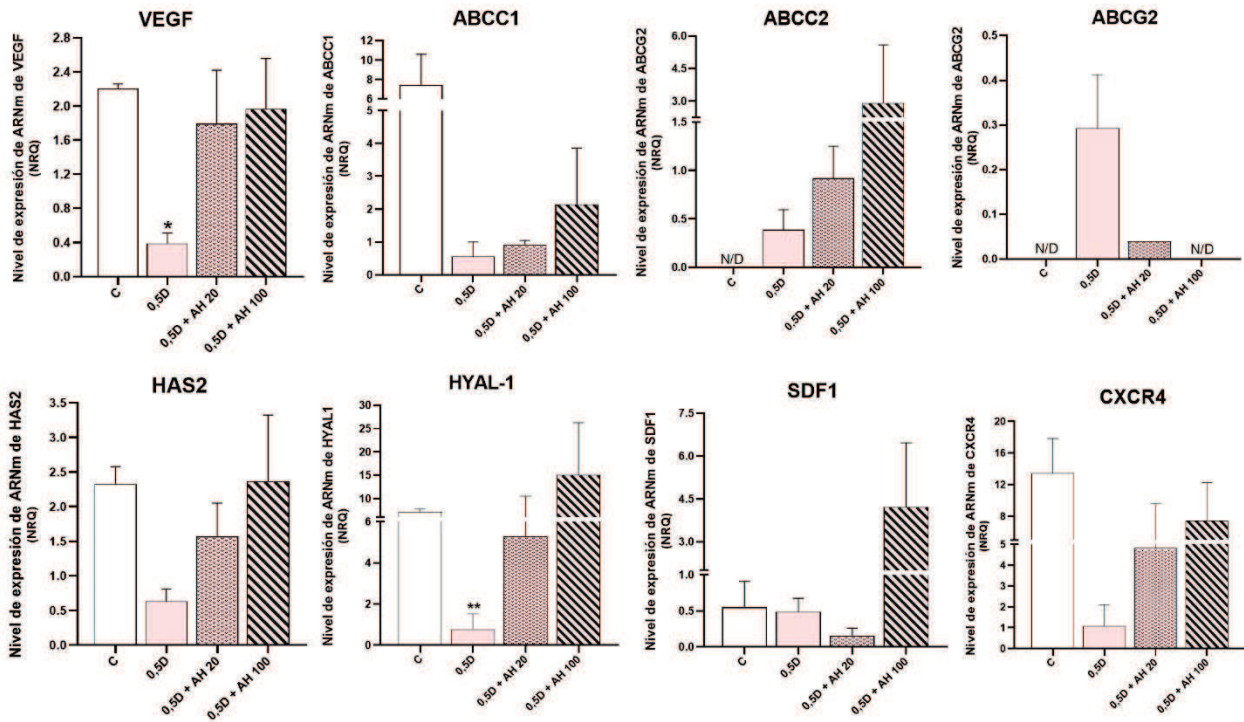 VEGF
Nivel de expresión de ARNm de VEGF
(NRQ)
2.8
2.4
2.0
1.6
1.2
0.8
0.4
0.0
*
C
0,5D
0,5D + AH 20
0,5D + AH 100
ABCC1
Nivel de expresión de ARNm de ABCC1
(NRQ)
12
10
8
6
5
4
3
2
1
0
C
0,5D
0,5D + AH 20
0,5D + AH 100
ABCC2
Nivel de expresión de ARNm de ABCC2
(NRQ)
6.0
4.5
3.0
1.5
1.0
0.5
0.0
N/D
C
0,5D
0,5D + AH 20
0,5D + AH 100
ABCG2
Nivel de expresión de ARNm de ABCG2
(NRQ)
0.5
0.4
0.3
0.2
0.1
0.0
N/D
N/D
C
0,5D
0,5D + AH 20
0,5D + AH 100
HAS2
Nivel de expresión de ARNm de HAS2
(NRQ)
3.5
3.0
2.5
2.0
1.5
1.0
0.5
0.0
C
0,5D
0,5D + AH 20
0,5D + AH 100
HYAL-1
Nivel de expresión de ARNm de HYAL1
(NRQ)
30
25
20
15
10
6
4
2
0
**
C
0,5D
0,5D + AH 20
0,5D + AH 100
SDF1
Nivel de expresión de ARNm de SDF1
(NRQ)
7.5
6.0
4.5
3.0
1.0
0.5
0.0
C
0,5D
0,5D + AH 20
0,5D + AH 100
CXCR4
Nivel de expresión de ARNm de CXCR4
(NRQ)
20
16
12
8
5
4
3
2
1
0
C
0,5D
0,5D + AH 20
0,5D + AH 100